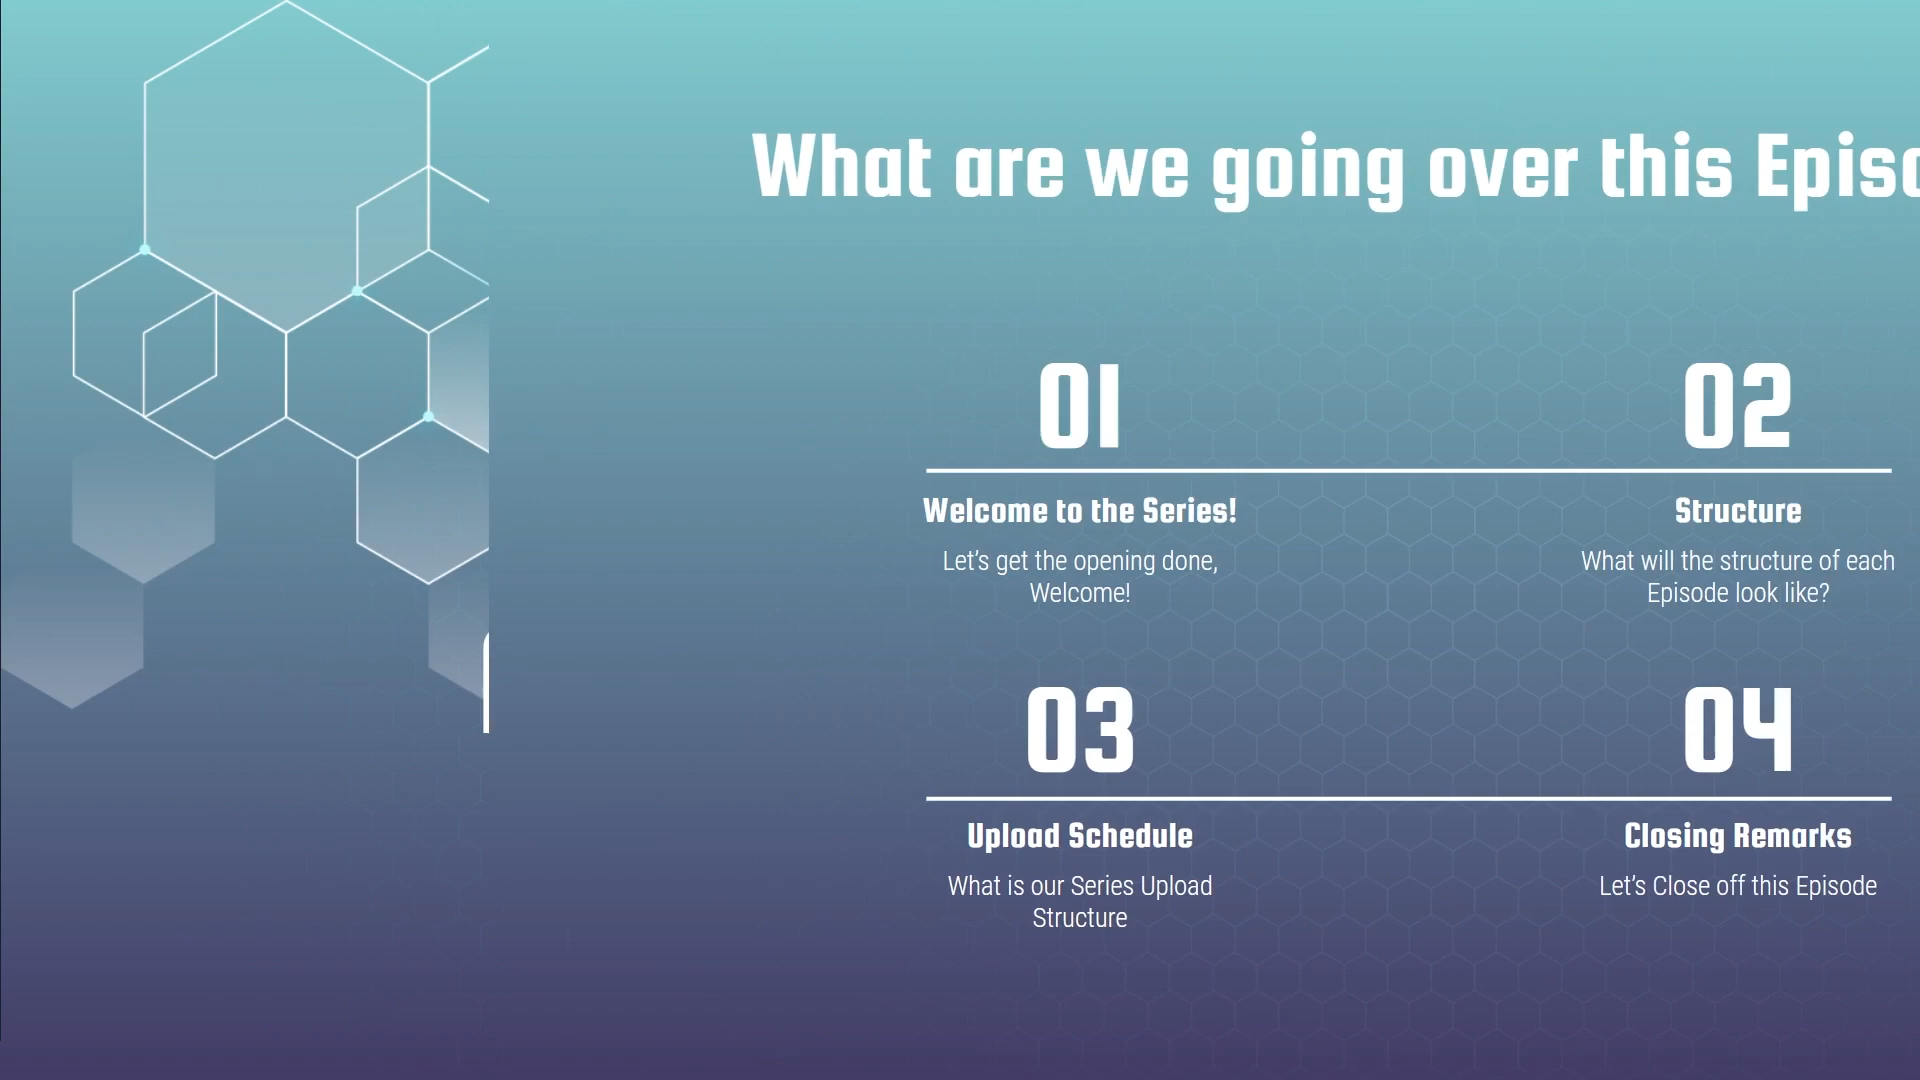 What are we going over this Episo
01
02
Welcome to the Series!
Structure
Let's get the opening done,
Welcome!
What will the structure of each
Episode look like?
03
04
Upload Schedule
Closing Remarks
What is our Series Upload
Structure
Let's Close off this Episode